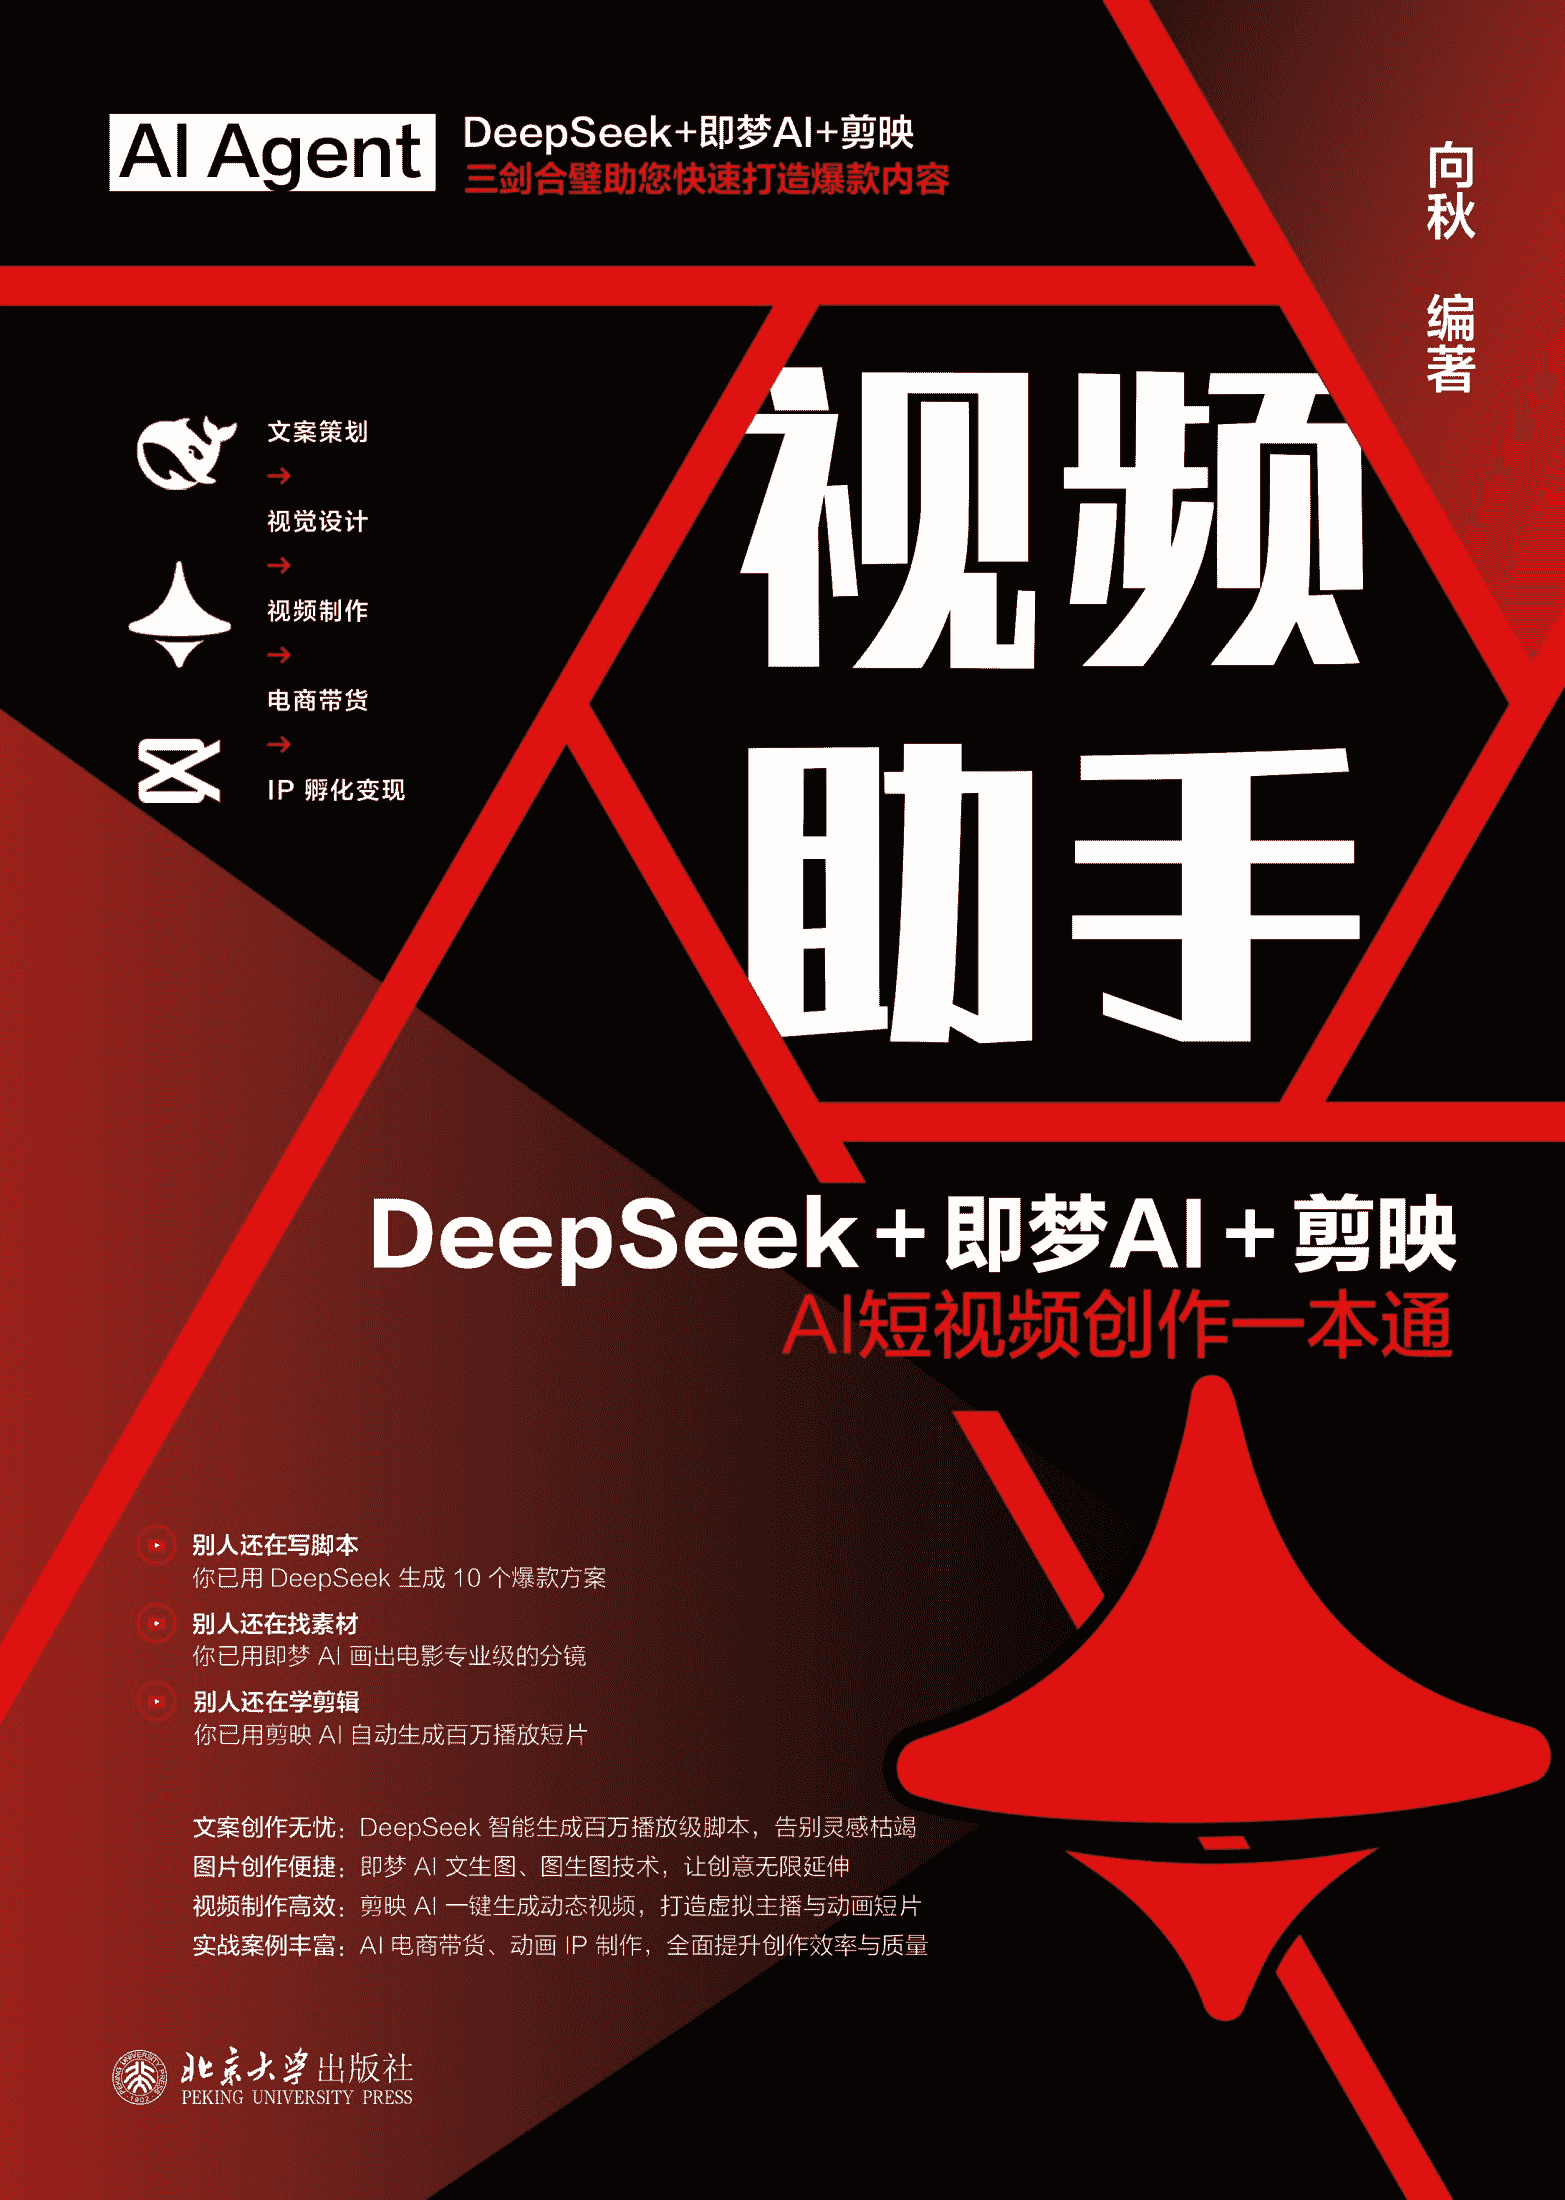 AI Agent
DeepSeek+即梦AI+剪映
三剑合璧助您快速打造爆款内容
向秋 编著
文案策划
→
视觉设计
→
视频制作
→
电商带货
→
IP 孵化变现
视频
助手
DeepSeek+即梦AI+剪映
AI短视频创作一本通
别人还在写脚本
你已用 DeepSeek 生成 10 个爆款方案
别人还在找素材
你已用即梦 AI 画出电影专业级的分镜
别人还在学剪辑
你已用剪映 AI 自动生成百万播放短片
文案创作无忧：DeepSeek 智能生成百万播放级脚本，告别灵感枯竭
图片创作便捷：即梦 AI 文生图、图生图技术，让创意无限延伸
视频制作高效：剪映 AI 一键生成动态视频，打造虚拟主播与动画短片
实战案例丰富：AI 电商带货、动画 IP 制作，全面提升创作效率与质量
北京大学出版社
PEKING UNIVERSITY PRESS
PEKING UNIVERSITY PRESS
1902